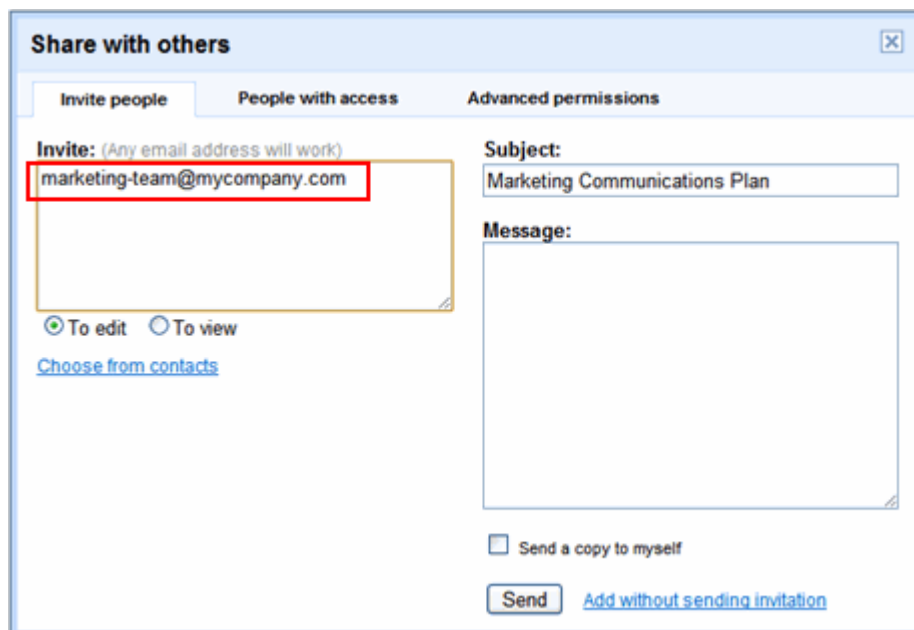 Share with others
Invite people
People with access
Advanced permissions
Invite: (Any email address will work)
marketing-team@mycompany.com
To edit
To view
Choose from contacts
Subject:
Marketing Communications Plan
Message:
Send a copy to myself
Send
Add without sending invitation